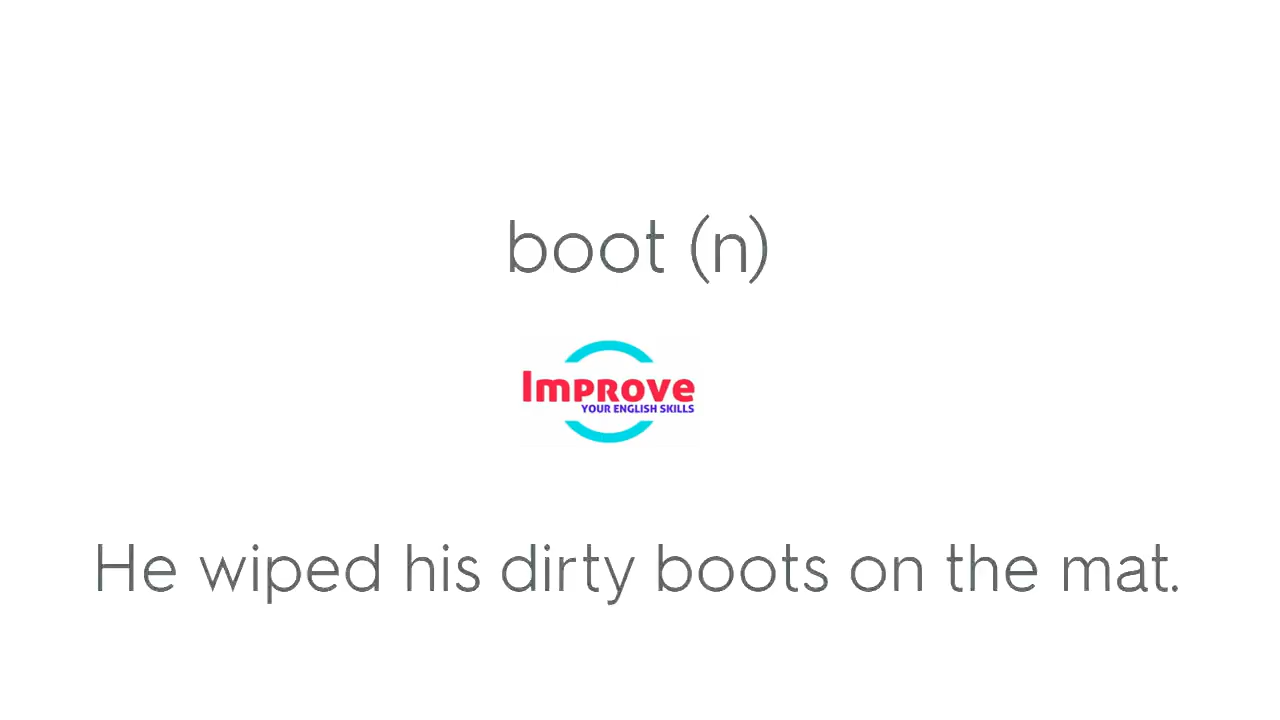 boot (n)
Improve
YOUR ENGLISH SKILLS
He wiped his dirty boots on the mat.